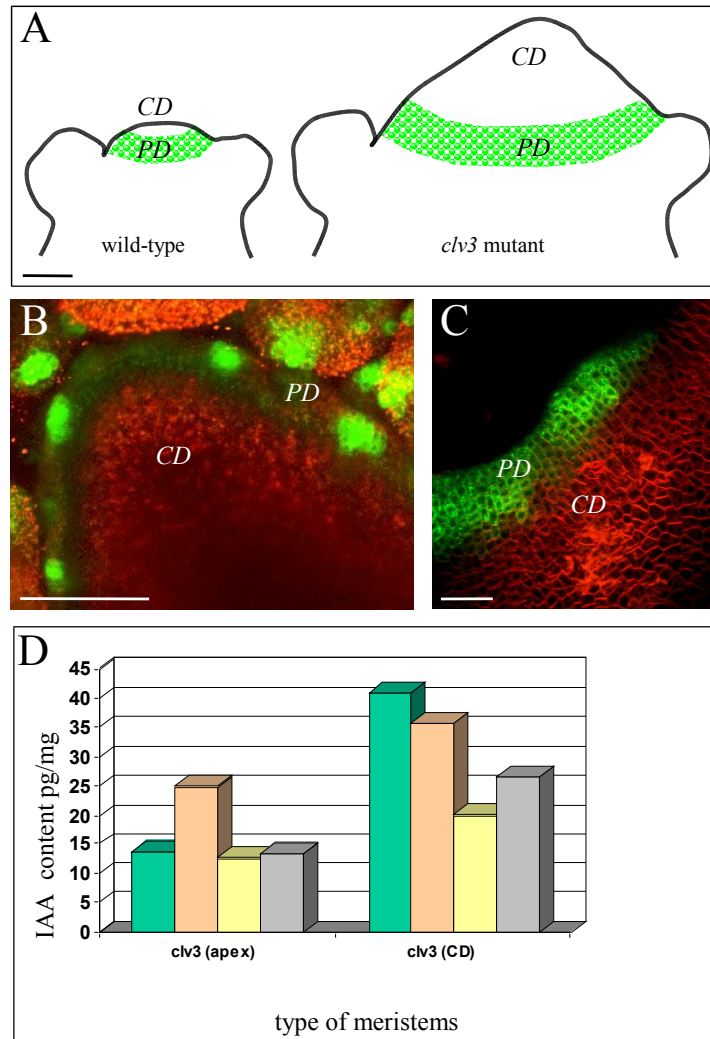 A
CD
PD
wild-type
CD
PD
clv3 mutant
B
PD
CD
C
PD
CD
D
IAA content pg/mg
45
40
35
30
25
20
15
10
5
0
clv3 (apex)
clv3 (CD)
type of meristems